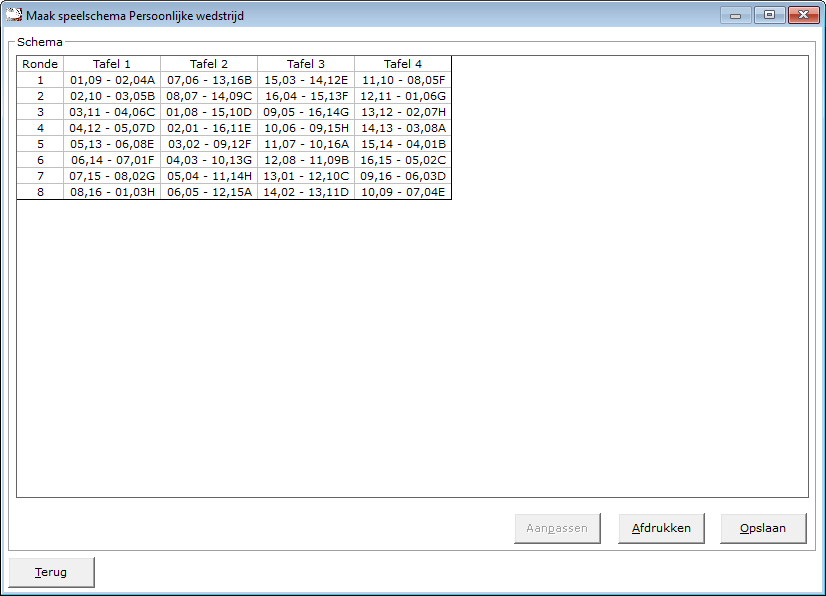 Maak speelschema Persoonlijke wedstrijd
Schema
Ronde Tafel 1 Tafel 2 Tafel 3 Tafel 4
1 01,09 - 02,04A 07,06 - 13,16B 15,03 - 14,12E 11,10 - 08,05F
2 02,10 - 03,05B 08,07 - 14,09C 16,04 - 15,13F 12,11 - 01,06G
3 03,11 - 04,06C 01,08 - 15,10D 09,05 - 16,14G 13,12 - 02,07H
4 04,12 - 05,07D 02,01 - 16,11E 10,06 - 09,15H 14,13 - 03,08A
5 05,13 - 06,08E 03,02 - 09,12F 11,07 - 10,16A 15,14 - 04,01B
6 06,14 - 07,01F 04,03 - 10,13G 12,08 - 11,09B 16,15 - 05,02C
7 07,15 - 08,02G 05,04 - 11,14H 13,01 - 12,10C 09,16 - 06,03D
8 08,16 - 01,03H 06,05 - 12,15A 14,02 - 13,11D 10,09 - 07,04E
Aanpassen Afdrukken Opslaan
Terug